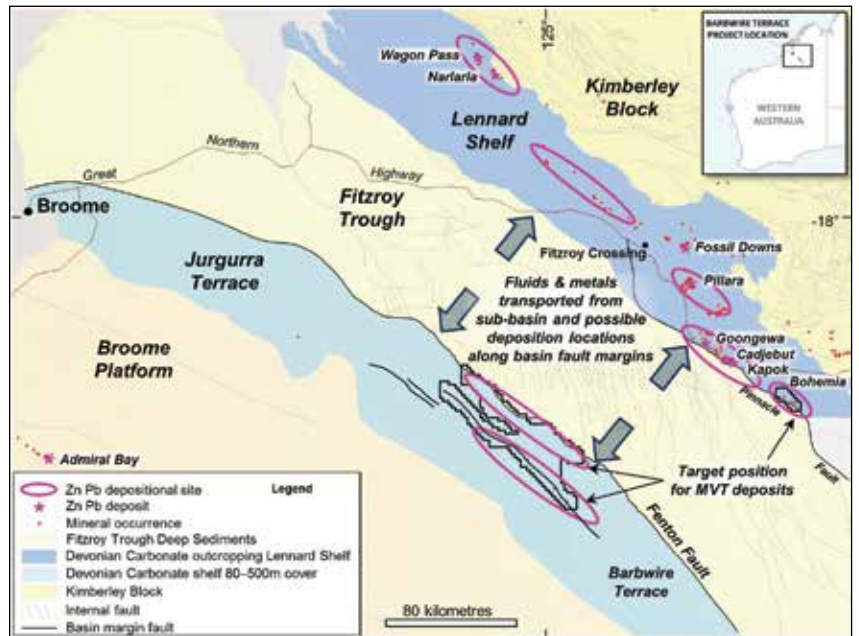 125°
BARBWIRE TERRACE
PROJECT LOCATION
WESTERN
AUSTRALIA
Wagon Pass
Narlarla
Kimberley
Block
Lennard
Shelf
Great Northern Highway
Fitzroy
Trough
Broome
-18°
Fossil Downs
Fitzroy Crossing
Jurgurra
Terrace
Pillara
Fluids & metals
transported from
sub-basin and possible
deposition locations
along basin fault margins
Broome
Platform
Goongewa
Cadjebut
Kapok
Bohemia
Pinnacle Fault
Admiral Bay
Target position
for MVT deposits
Fenton Fault
Barbwire
Terrace
Legend
Zn Pb depositional site
Zn Pb deposit
Mineral occurrence
Fitzroy Trough Deep Sediments
Devonian Carbonate outcropping Lennard Shelf
Devonian Carbonate shelf 80–500m cover
Kimberley Block
Internal fault
Basin margin fault
80 kilometres